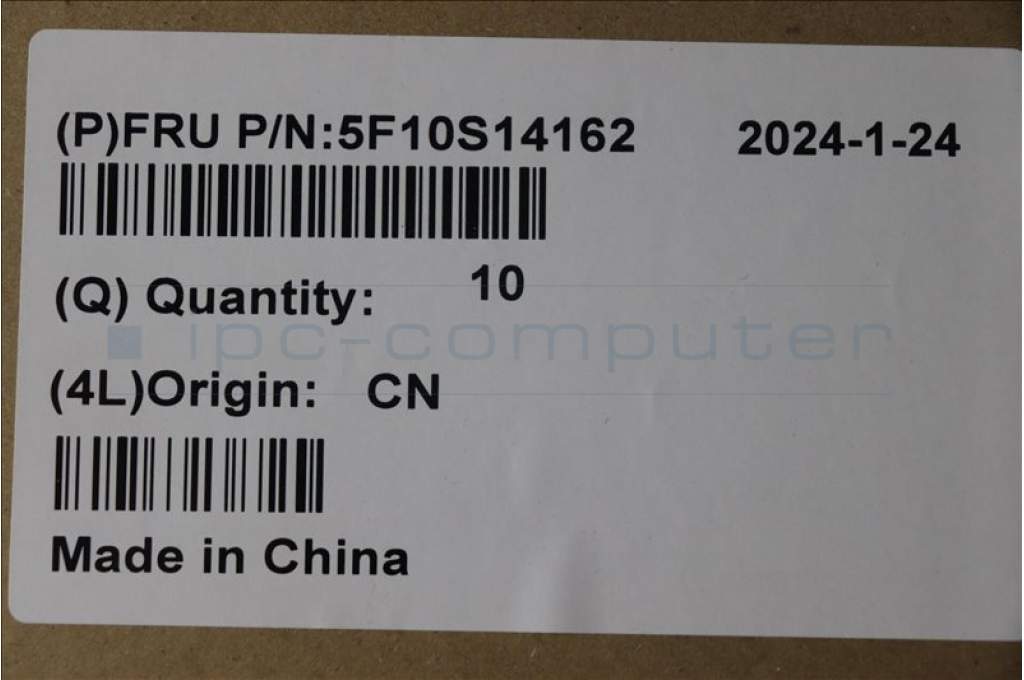 (P)FRU P/N:5F10S14162 2024-1-24
(Q) Quantity: 10
ipc-computer
(4L)Origin: CN
Made in China